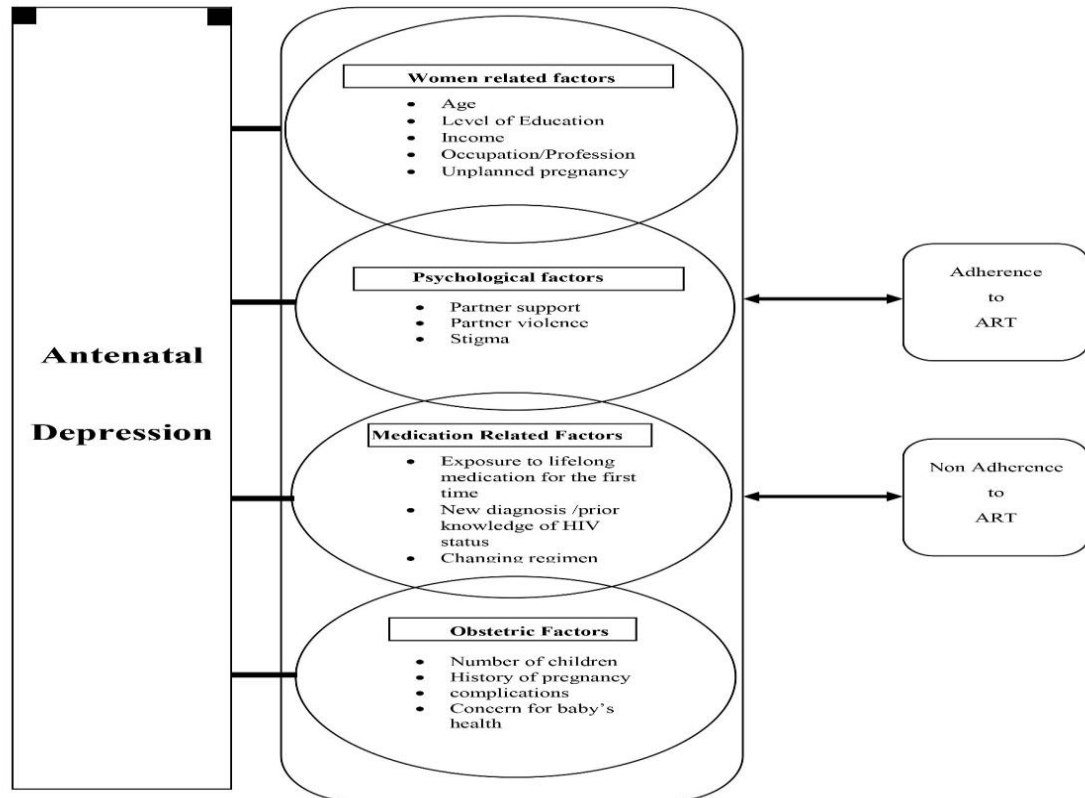 Antenatal
Depression
Women related factors
• Age
• Level of Education
• Income
• Occupation/Profession
• Unplanned pregnancy
Psychological factors
• Partner support
• Partner violence
• Stigma
Medication Related Factors
• Exposure to lifelong
medication for the first
time
• New diagnosis /prior
knowledge of HIV
status
• Changing regimen
Obstetric Factors
• Number of children
• History of pregnancy
• complications
• Concern for baby's
health
Adherence
to
ART
Non Adherence
to
ART